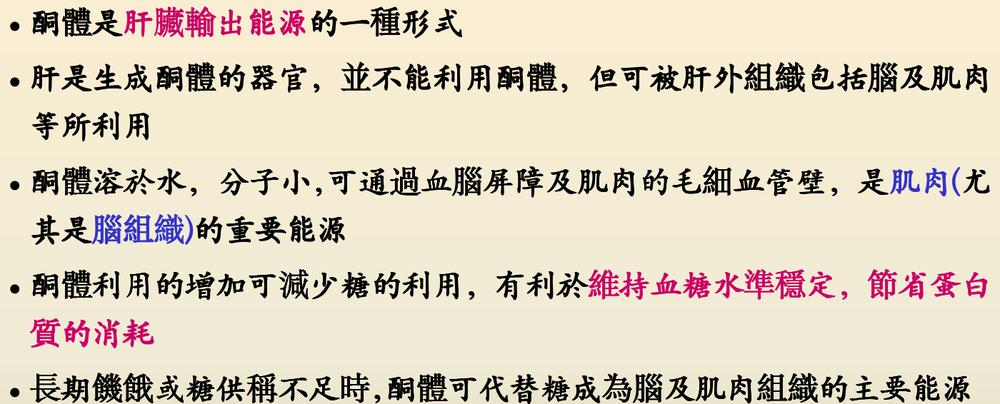 • 酮體是肝臟輸出能源的一種形式
• 肝是生成酮體的器官，並不能利用酮體，但可被肝外組織包括腦及肌肉
等所利用
• 酮體溶於水，分子小,可通過血腦屏障及肌肉的毛細血管壁，是肌肉(尤
其是腦組織)的重要能源
• 酮體利用的增加可減少糖的利用，有利於維持血糖水準穩定，節省蛋白
質的消耗
• 長期饑餓或糖供稱不足時,酮體可代替糖成為腦及肌肉組織的主要能源